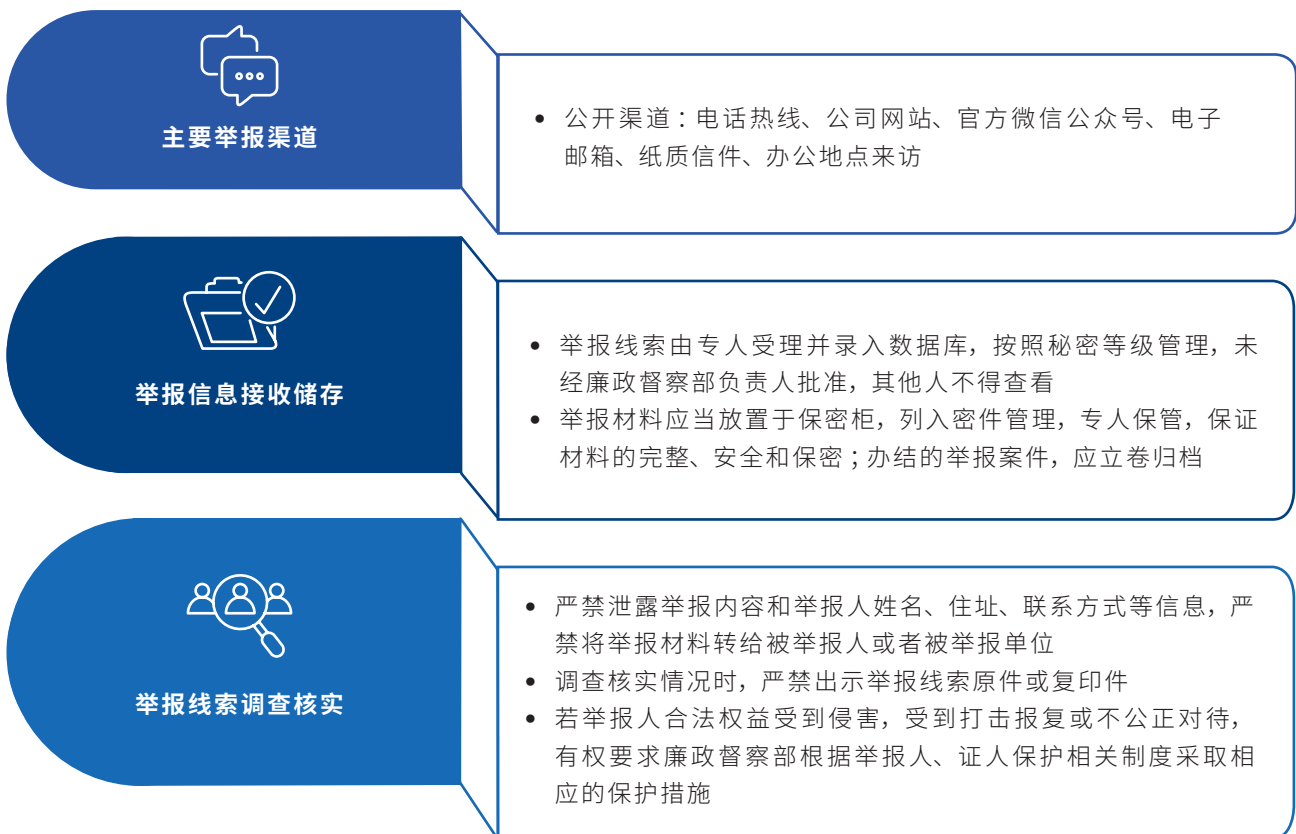 主要举报渠道
• 公开渠道：电话热线、公司网站、官方微信公众号、电子
邮箱、纸质信件、办公地点来访
举报信息接收储存
• 举报线索由专人受理并录入数据库，按照秘密等级管理，未
经廉政督察部负责人批准，其他人不得查看
• 举报材料应当放置于保密柜，列入密件管理，专人保管，保证
材料的完整、安全和保密；办结的举报案件，应立卷归档
举报线索调查核实
• 严禁泄露举报内容和举报人姓名、住址、联系方式等信息，严
禁将举报材料转给被举报人或者被举报单位
• 调查核实情况时，严禁出示举报线索原件或复印件
• 若举报人合法权益受到侵害，受到打击报复或不公正对待，
有权要求廉政督察部根据举报人、证人保护相关制度采取相
应的保护措施